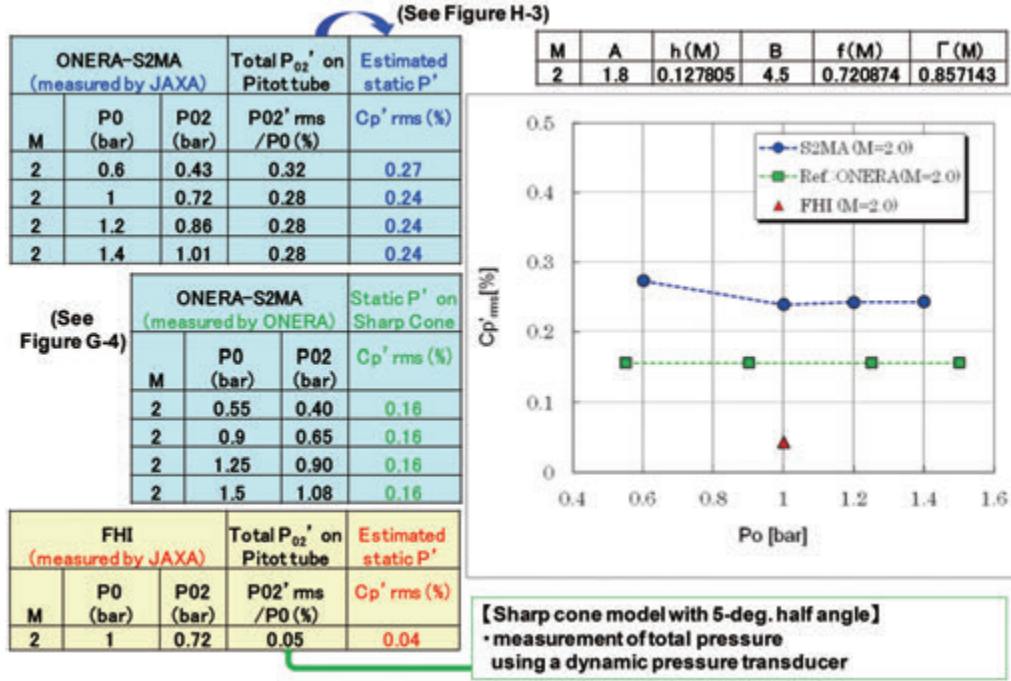 (See Figure H-3)
ONERA-S2MA
(measured by JAXA)
Total P₀₂' on
Pitot tube
Estimated
static P'
M
P0
(bar)
P02
(bar)
P02' rms
/P0 (%)
Cp' rms (%)
2 0.6 0.43 0.32 0.27
2 1 0.72 0.28 0.24
2 1.2 0.86 0.28 0.24
2 1.4 1.01 0.28 0.24
(See
Figure G-4)
ONERA-S2MA
(measured by ONERA)
Static P' on
Sharp Cone
M
P0
(bar)
P02
(bar)
Cp' rms (%)
2 0.55 0.40 0.16
2 0.9 0.65 0.16
2 1.25 0.90 0.16
2 1.5 1.08 0.16
FHI
(measured by JAXA)
Total P₀₂' on
Pitot tube
Estimated
static P'
M
P0
(bar)
P02
(bar)
P02' rms
/P0 (%)
Cp' rms (%)
2 1 0.72 0.05 0.04
M A h(M) B f(M) Γ(M)
2 1.8 0.127805 4.5 0.720874 0.857143
S2MA (M=2.0)
Ref.:ONERA(M=2.0)
FHI (M=2.0)
Cp'rms[%]
0.5
0.4
0.3
0.2
0.1
0
0.4 0.6 0.8 1 1.2 1.4 1.6
Po [bar]
【Sharp cone model with 5-deg. half angle】
・measurement of total pressure
using a dynamic pressure transducer